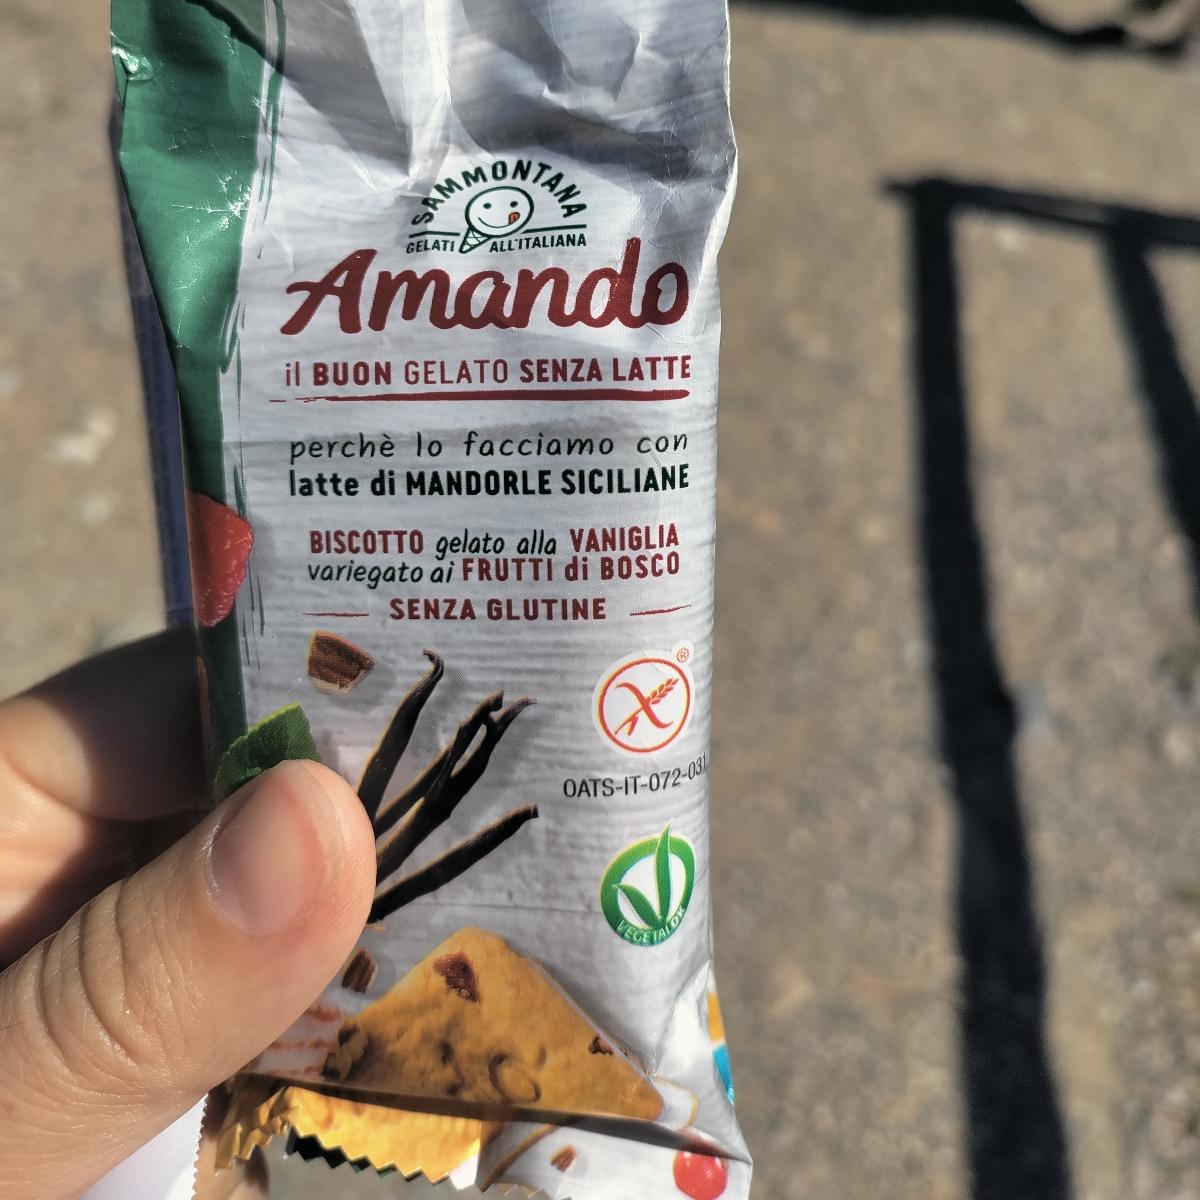 SAMMONTANA
GELATI ALL'ITALIANA
Amando
il BUON GELATO SENZA LATTE
perchè lo facciamo con
latte di MANDORLE SICILIANE
BISCOTTO gelato alla VANIGLIA
variegato ai FRUTTI di BOSCO
SENZA GLUTINE
®
OATS-IT-072-031
VEGETALOK